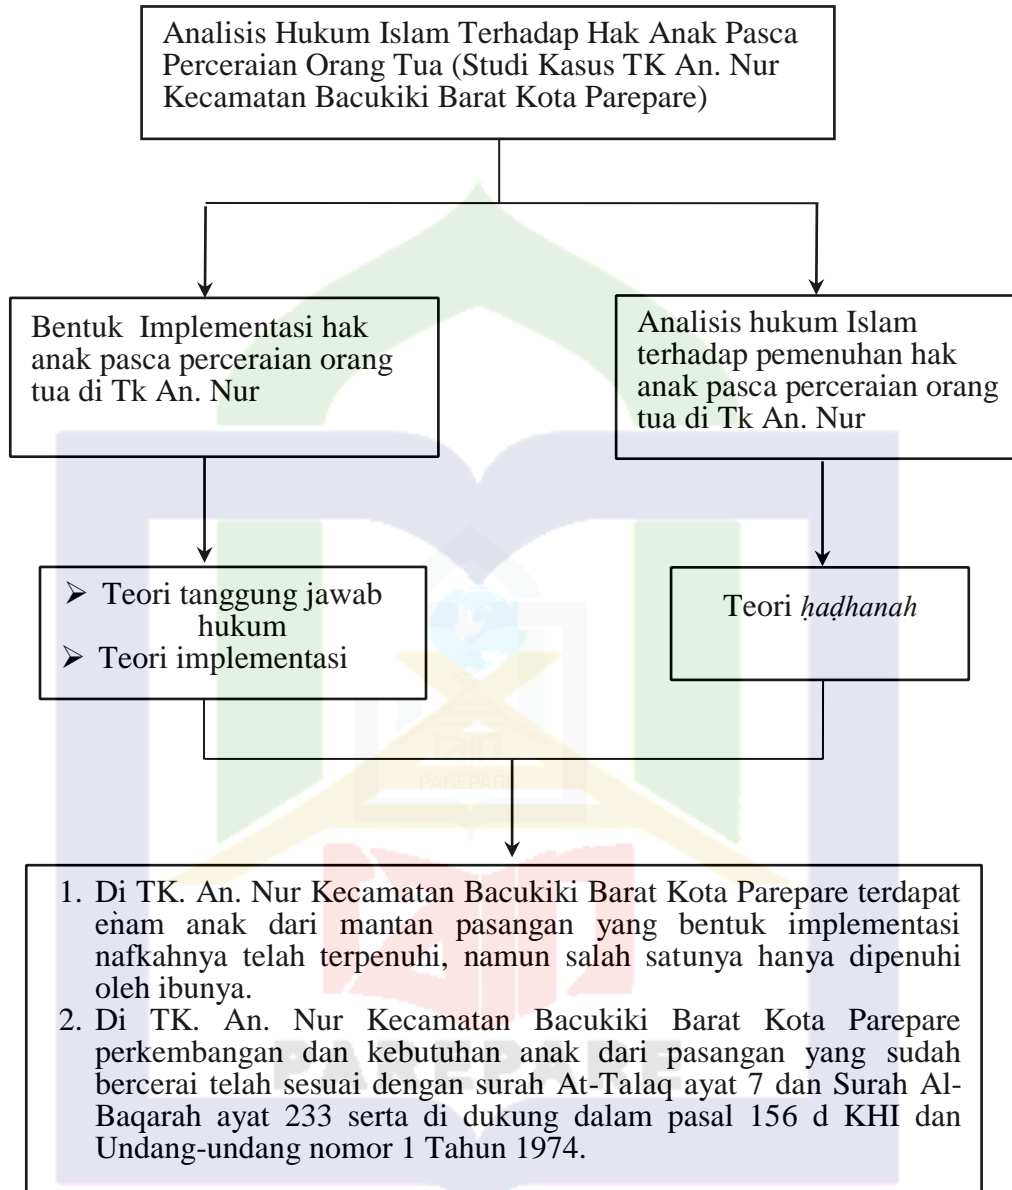 Analisis Hukum Islam Terhadap Hak Anak Pasca
Perceraian Orang Tua (Studi Kasus TK An. Nur
Kecamatan Bacukiki Barat Kota Parepare)
Bentuk Implementasi hak
anak pasca perceraian orang
tua di Tk An. Nur
Analisis hukum Islam
terhadap pemenuhan hak
anak pasca perceraian orang
tua di Tk An. Nur
➢ Teori tanggung jawab
hukum
➢ Teori implementasi
Teori ḥaḍhanah
PAREPARE
1. Di TK. An. Nur Kecamatan Bacukiki Barat Kota Parepare terdapat
enam anak dari mantan pasangan yang bentuk implementasi
nafkahnya telah terpenuhi, namun salah satunya hanya dipenuhi
oleh ibunya.
2. Di TK. An. Nur Kecamatan Bacukiki Barat Kota Parepare
perkembangan dan kebutuhan anak dari pasangan yang sudah
bercerai telah sesuai dengan surah At-Talaq ayat 7 dan Surah Al-
Baqarah ayat 233 serta di dukung dalam pasal 156 d KHI dan
Undang-undang nomor 1 Tahun 1974.
PAREPARE